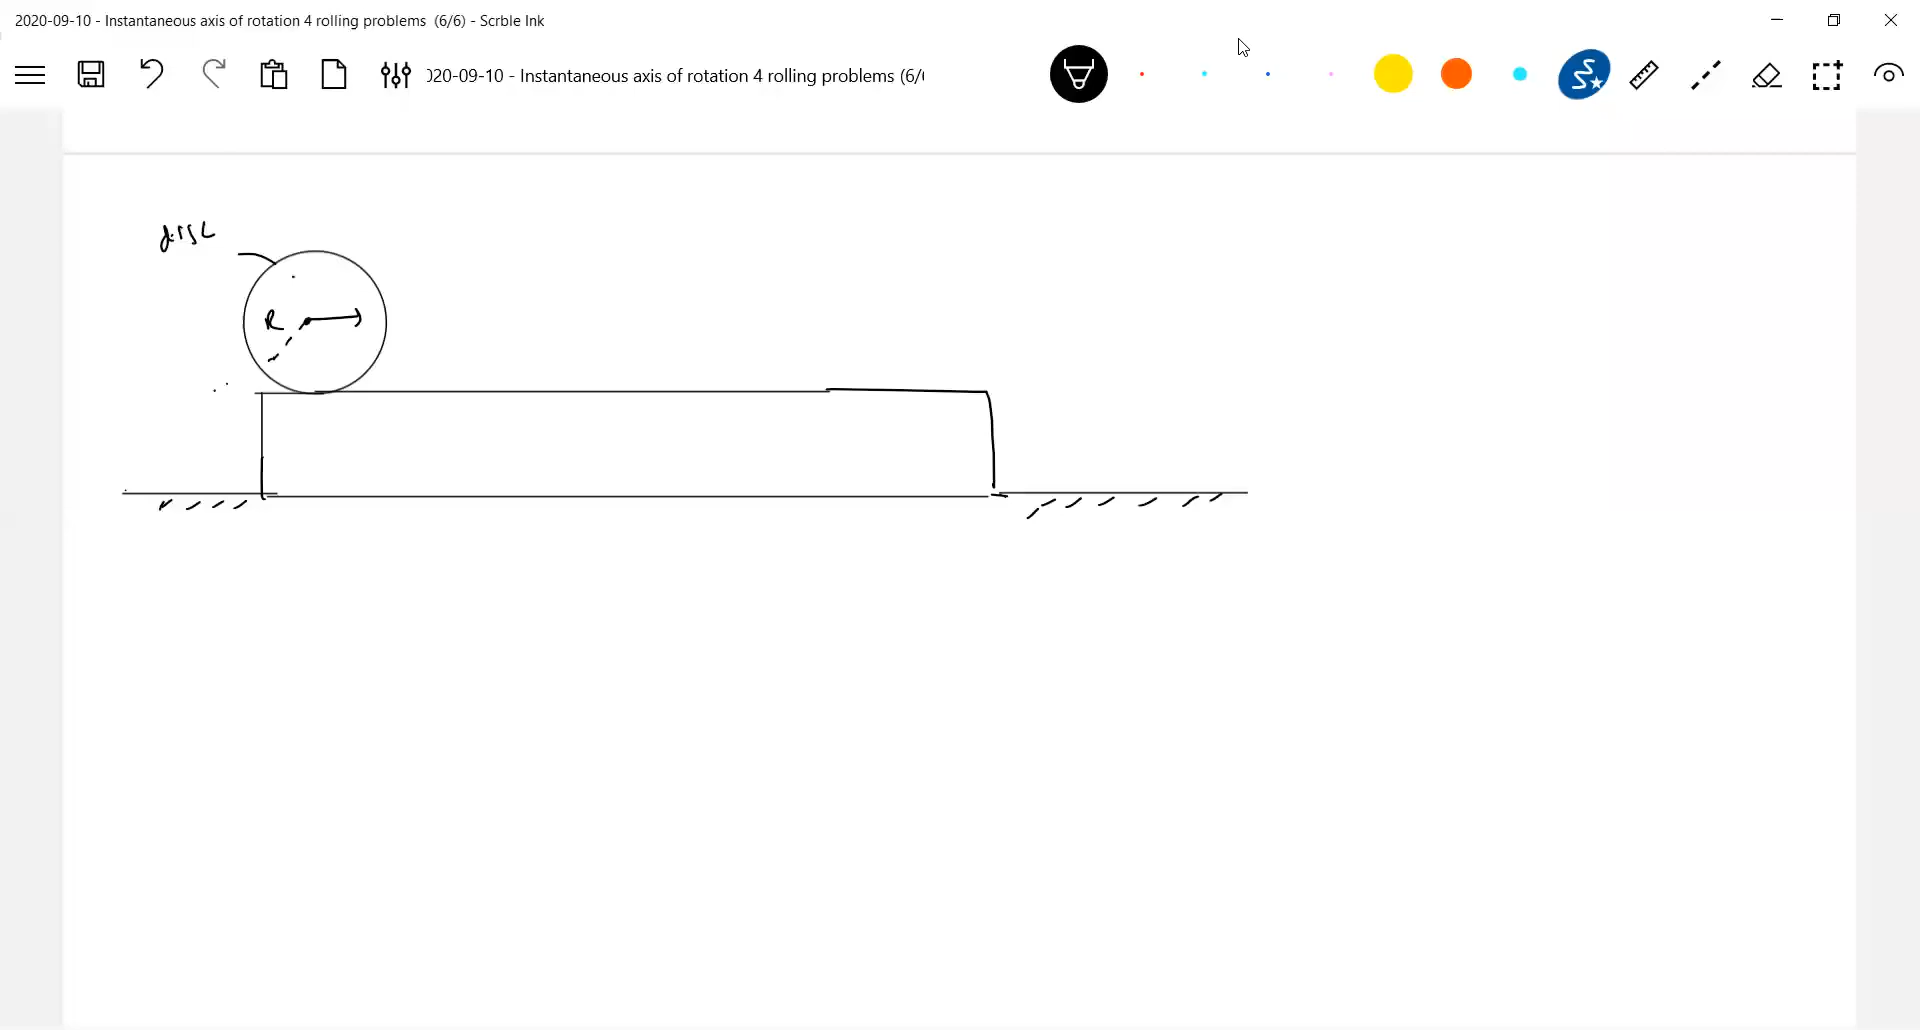 2020-09-10 - Instantaneous axis of rotation 4 rolling problems (6/6) - Scrble Ink
020-09-10 - Instantaneous axis of rotation 4 rolling problems (6/
disc
R